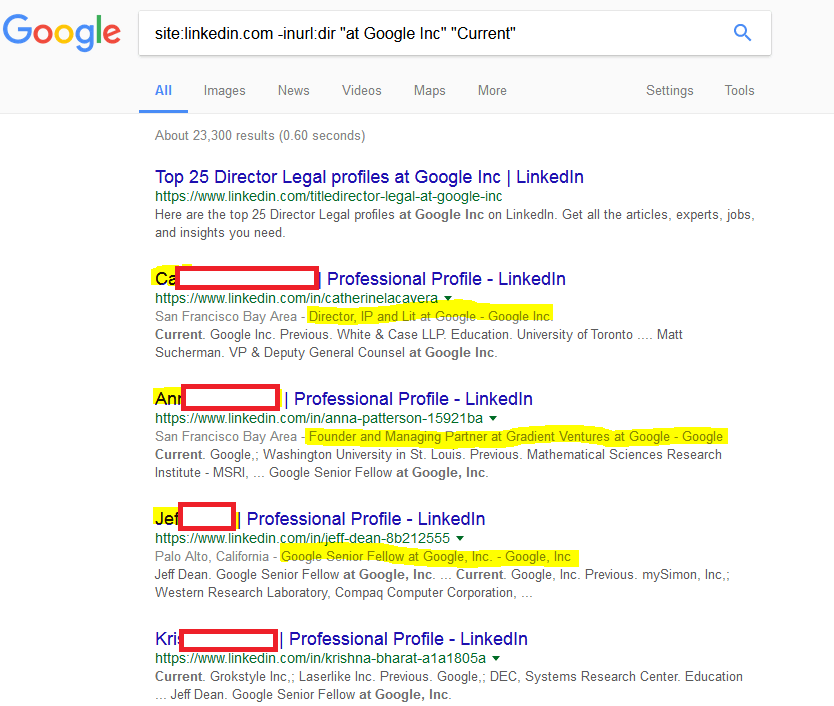 Google
site:linkedin.com -inurl:dir "at Google Inc" "Current"
All Images News Videos Maps More Settings Tools
About 23,300 results (0.60 seconds)
Top 25 Director Legal profiles at Google Inc | LinkedIn
https://www.linkedin.com/titledirector-legal-at-google-inc
Here are the top 25 Director Legal profiles at Google Inc on LinkedIn. Get all the articles, experts, jobs,
and insights you need.
Ca | Professional Profile - LinkedIn
https://www.linkedin.com/in/catherinelacavera
San Francisco Bay Area - Director, IP and Lit at Google - Google Inc.
Current. Google Inc. Previous. White & Case LLP. Education. University of Toronto .... Matt
Sucherman. VP & Deputy General Counsel at Google Inc.
Ann | Professional Profile - LinkedIn
https://www.linkedin.com/in/anna-patterson-15921ba
San Francisco Bay Area - Founder and Managing Partner at Gradient Ventures at Google - Google
Current. Google,; Washington University in St. Louis. Previous. Mathematical Sciences Research
Institute - MSRI, ... Google Senior Fellow at Google, Inc.
Jef | Professional Profile - LinkedIn
https://www.linkedin.com/in/jeff-dean-8b212555
Palo Alto, California - Google Senior Fellow at Google, Inc. - Google, Inc
Jeff Dean. Google Senior Fellow at Google, Inc. ... Current. Google, Inc. Previous. mySimon, Inc,;
Western Research Laboratory, Compaq Computer Corporation, ...
Kris | Professional Profile - LinkedIn
https://www.linkedin.com/in/krishna-bharat-a1a1805a
Current. Grokstyle Inc,; Laserlike Inc. Previous. Google,; DEC, Systems Research Center. Education
... Jeff Dean. Google Senior Fellow at Google, Inc.